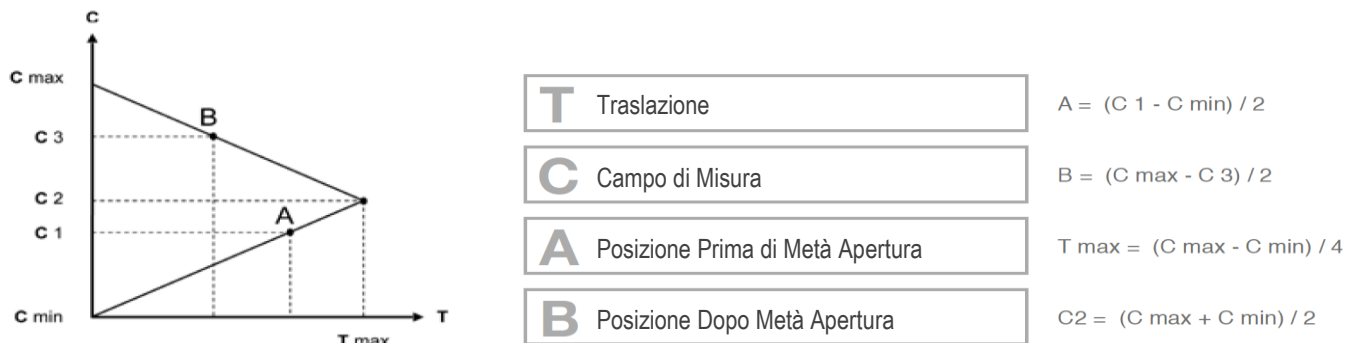 C
C max
B
C 3
C 2
A
C 1
C min
T
T max
T Traslazione
C Campo di Misura
A Posizione Prima di Metà Apertura
B Posizione Dopo Metà Apertura
A = (C 1 - C min) / 2
B = (C max - C 3) / 2
T max = (C max - C min) / 4
C2 = (C max + C min) / 2